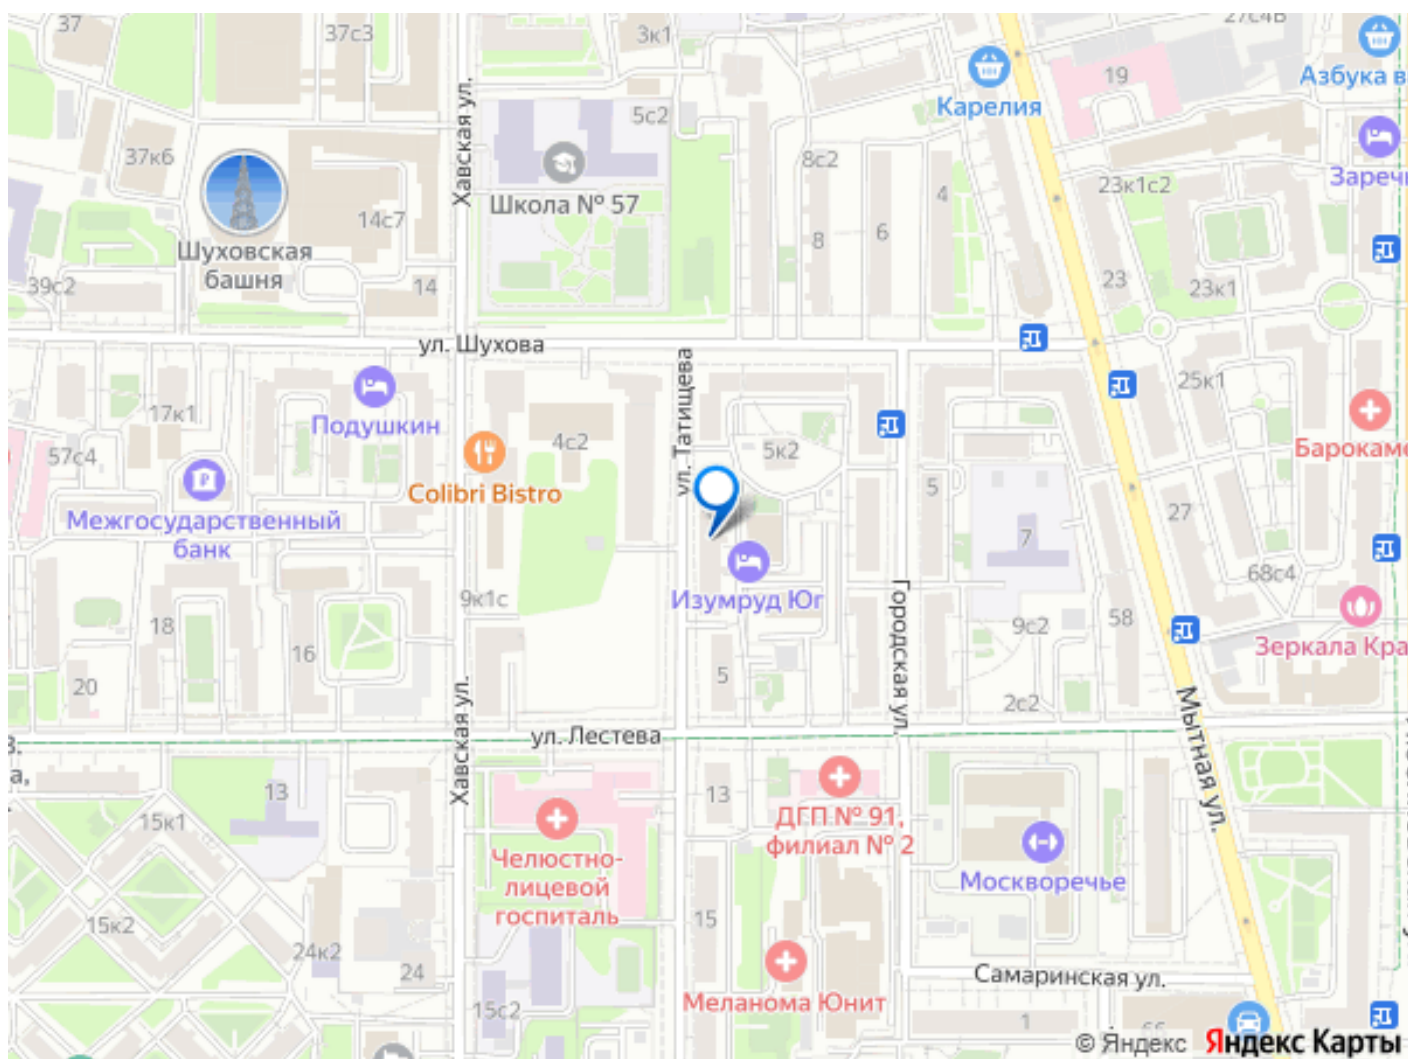 37
37с3
3к1
27с4В
Карелия
19
Азбука в
5с2
37к6
8с2
23к1с2
Заречь
Хавская ул.
Школа № 57
4
14с7
6
8
Шуховская
башня
39с2
14
23
23к1
ул. Шухова
ул. Татищева
25к1
17к1
Подушкин
4с2
5к2
57с4
Барокаме
Colibri Bistro
5
27
Межгосударственный
банк
7
68с4
Изумруд Юг
9к1с
Городская ул.
58
18
9с2
16
Зеркала Кра
20
5
2с2
Хавская ул.
ул. Лестева
Мытная ул.
а,
13
13
15к1
ДГП № 91,
филиал № 2
Челюстно-
лицевой
госпиталь
Москворечье
15
15к2
24к2
24
Самаринская ул.
Меланома Юнит
15с2
1
© Яндекс Яндекс Карты